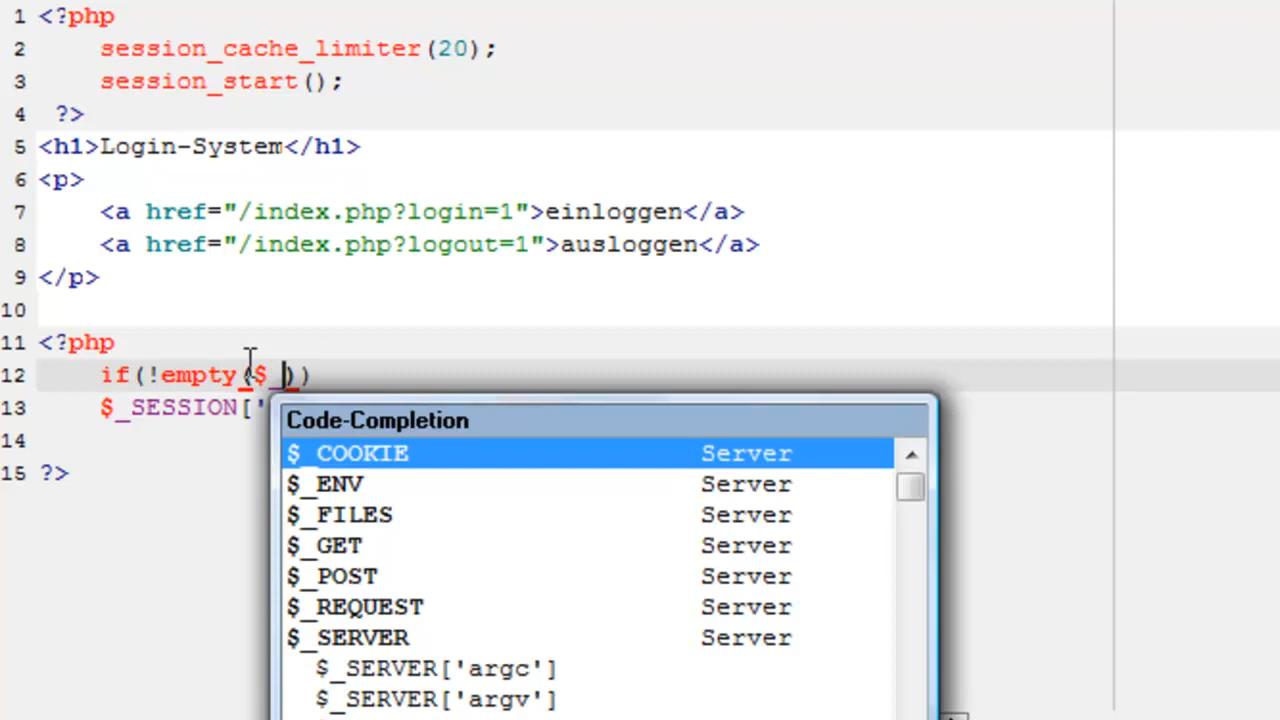 1 <?php
2 session_cache_limiter(20);
3 session_start();
4 ?>
5 <h1>Login-System</h1>
6 <p>
7 <a href="/index.php?login=1">einloggen</a>
8 <a href="/index.php?logout=1">ausloggen</a>
9 </p>
10
11 <?php
12 if(!empty($_))
13 $_SESSION['
14
15 ?>
Code-Completion
$_COOKIE Server
$_ENV Server
$_FILES Server
$_GET Server
$_POST Server
$_REQUEST Server
$_SERVER Server
$_SERVER['argc']
$_SERVER['argv']